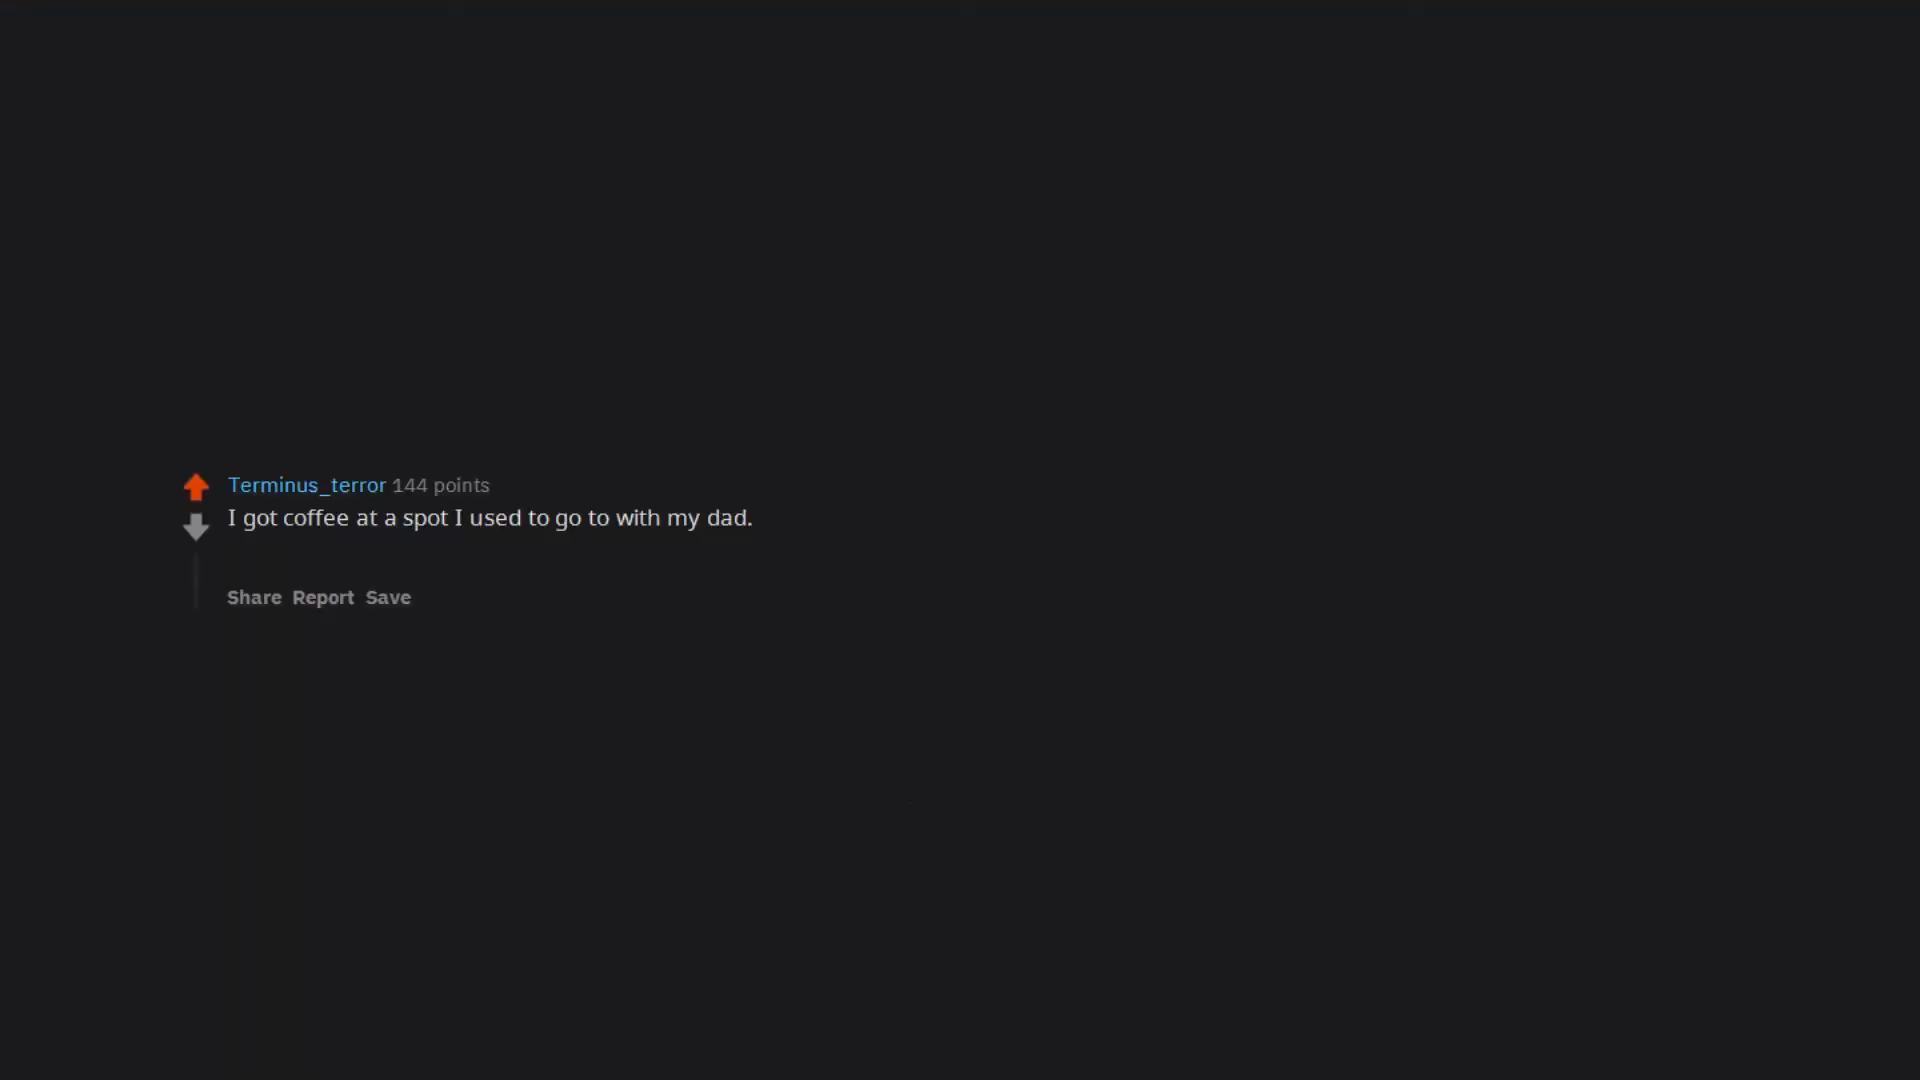 Terminus_terror 144 points
I got coffee at a spot I used to go to with my dad.
Share Report Save